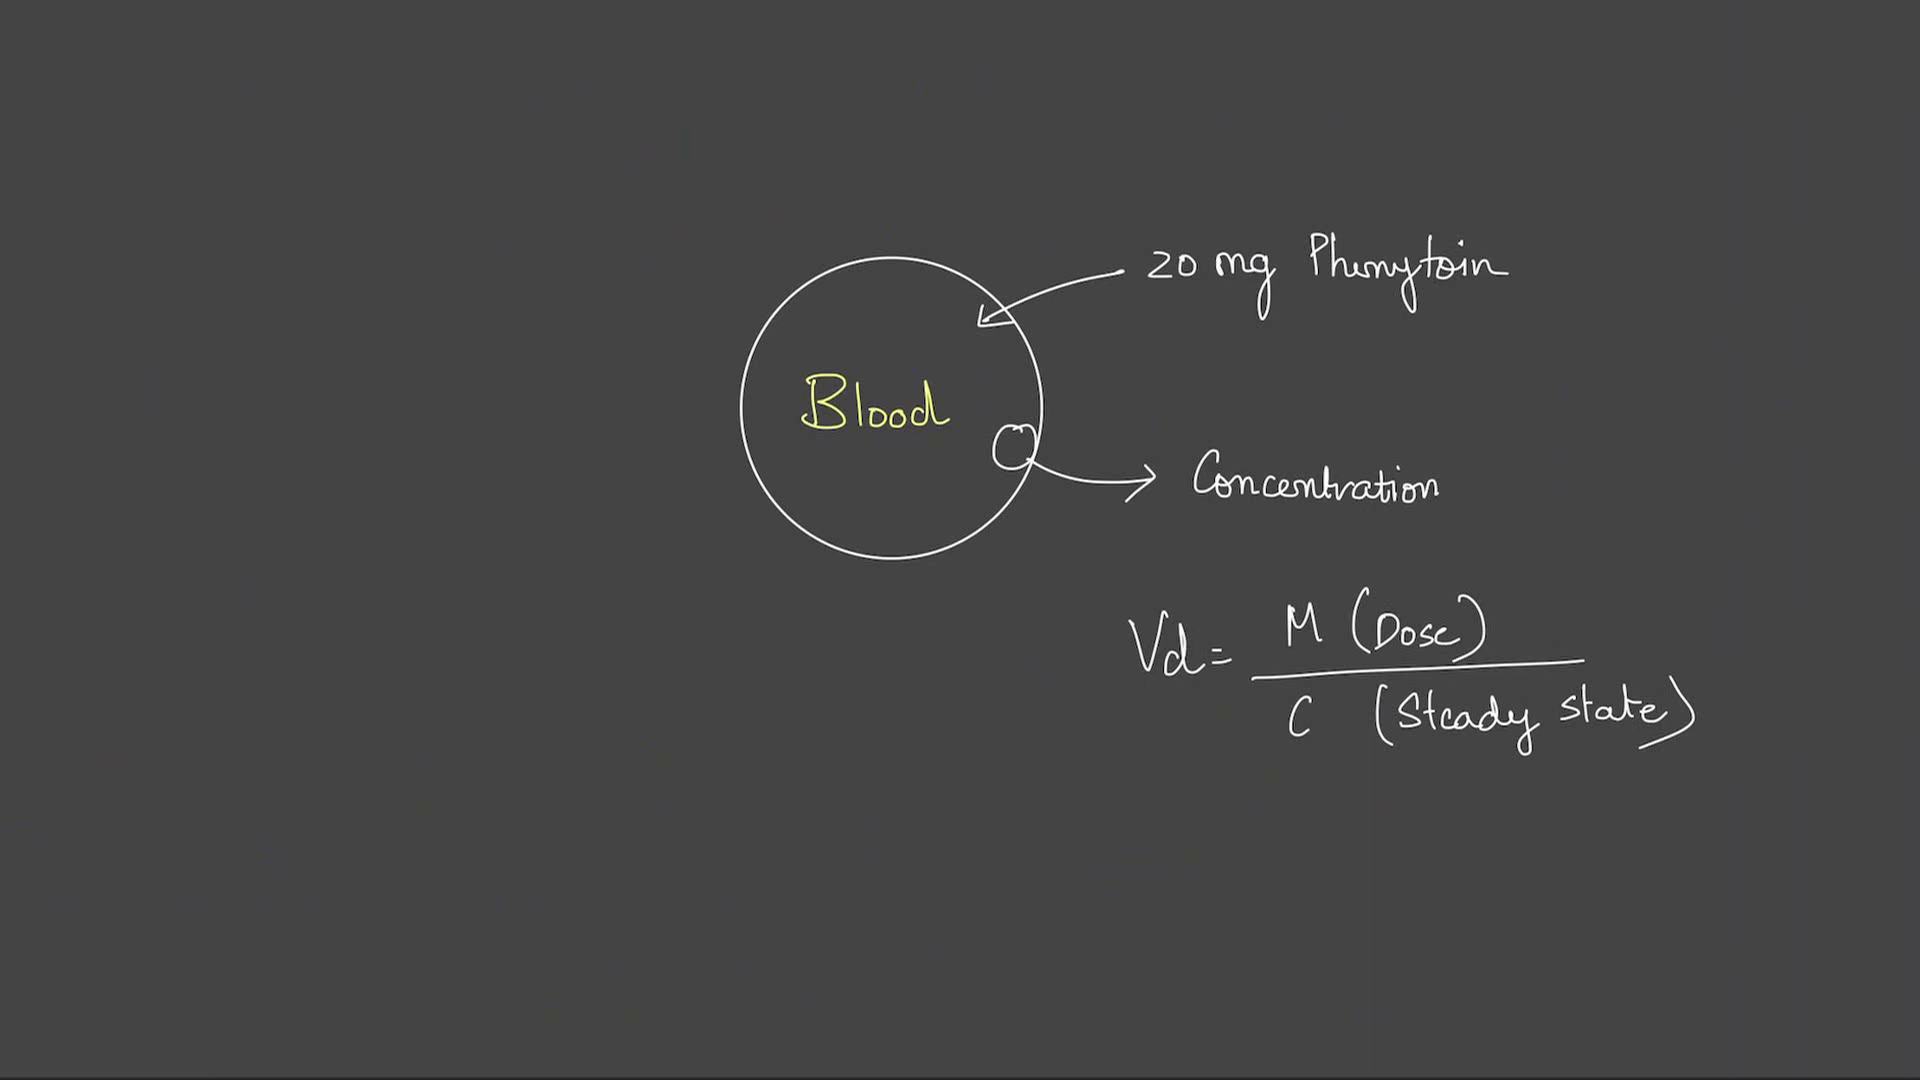 20 mg Phenytoin
Blood
Concentration
Vd = M (Dose)
C (Steady state)